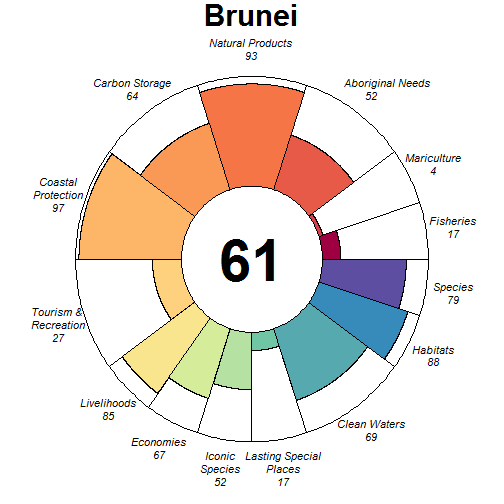 Brunei
Natural Products
93
Carbon Storage
64
Aboriginal Needs
52
Mariculture
4
Coastal
Protection
97
Fisheries
17
61
Species
79
Tourism &
Recreation
27
Habitats
88
Livelihoods
85
Clean Waters
69
Economies
67
Iconic
Species
52
Lasting Special
Places
17